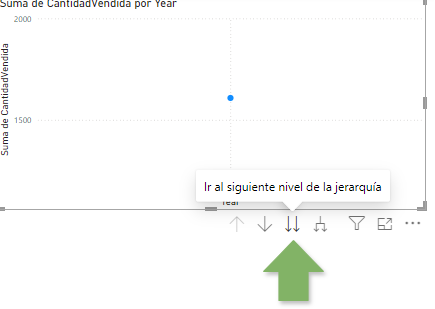 Suma de CantidadVendida por Year
2000
1500
Suma de CantidadVendida
Ir al siguiente nivel de la jerarquía
Year